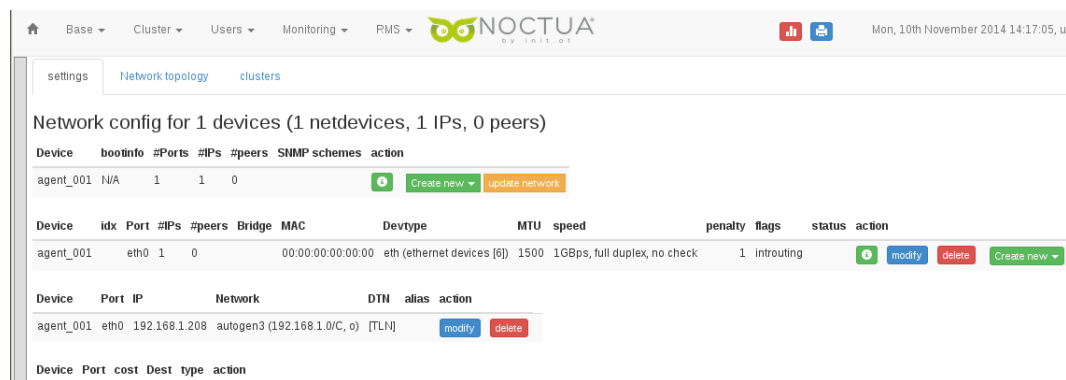 Base Cluster Users Monitoring RMS NOCTUA Mon, 10th November 2014 14:17:05, u
by init.at
settings Network topology clusters
Network config for 1 devices (1 netdevices, 1 IPs, 0 peers)
Device bootinfo #Ports #IPs #peers SNMP schemes action
agent_001 N/A 1 1 0 Create new update network
Device idx Port #IPs #peers Bridge MAC Devtype MTU speed penalty flags status action
agent_001 eth0 1 0 00:00:00:00:00:00 eth (ethernet devices [6]) 1500 1GBps, full duplex, no check 1 introuting modify delete Create new
Device Port IP Network DTN alias action
agent_001 eth0 192.168.1.208 autogen3 (192.168.1.0/C, o) [TLN] modify delete
Device Port cost Dest type action